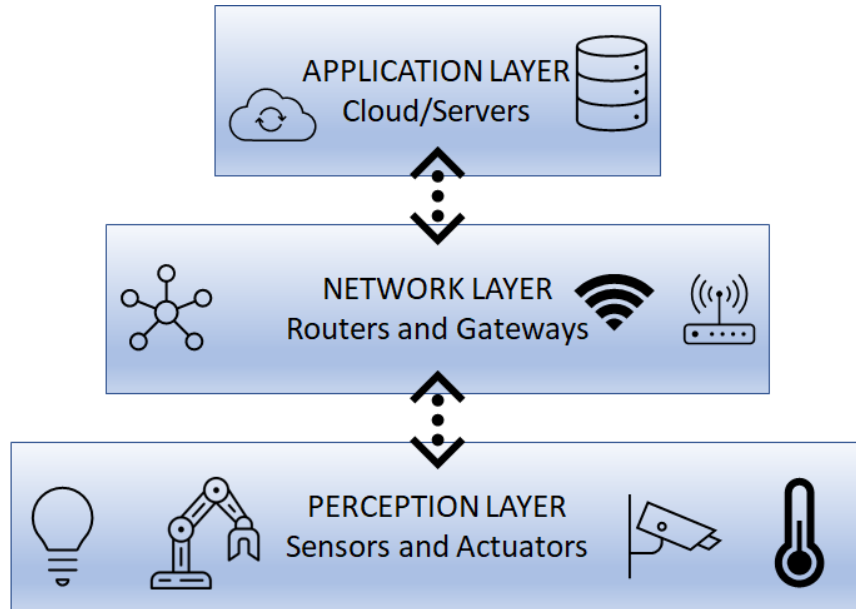 APPLICATION LAYER
Cloud/Servers
NETWORK LAYER
Routers and Gateways
PERCEPTION LAYER
Sensors and Actuators